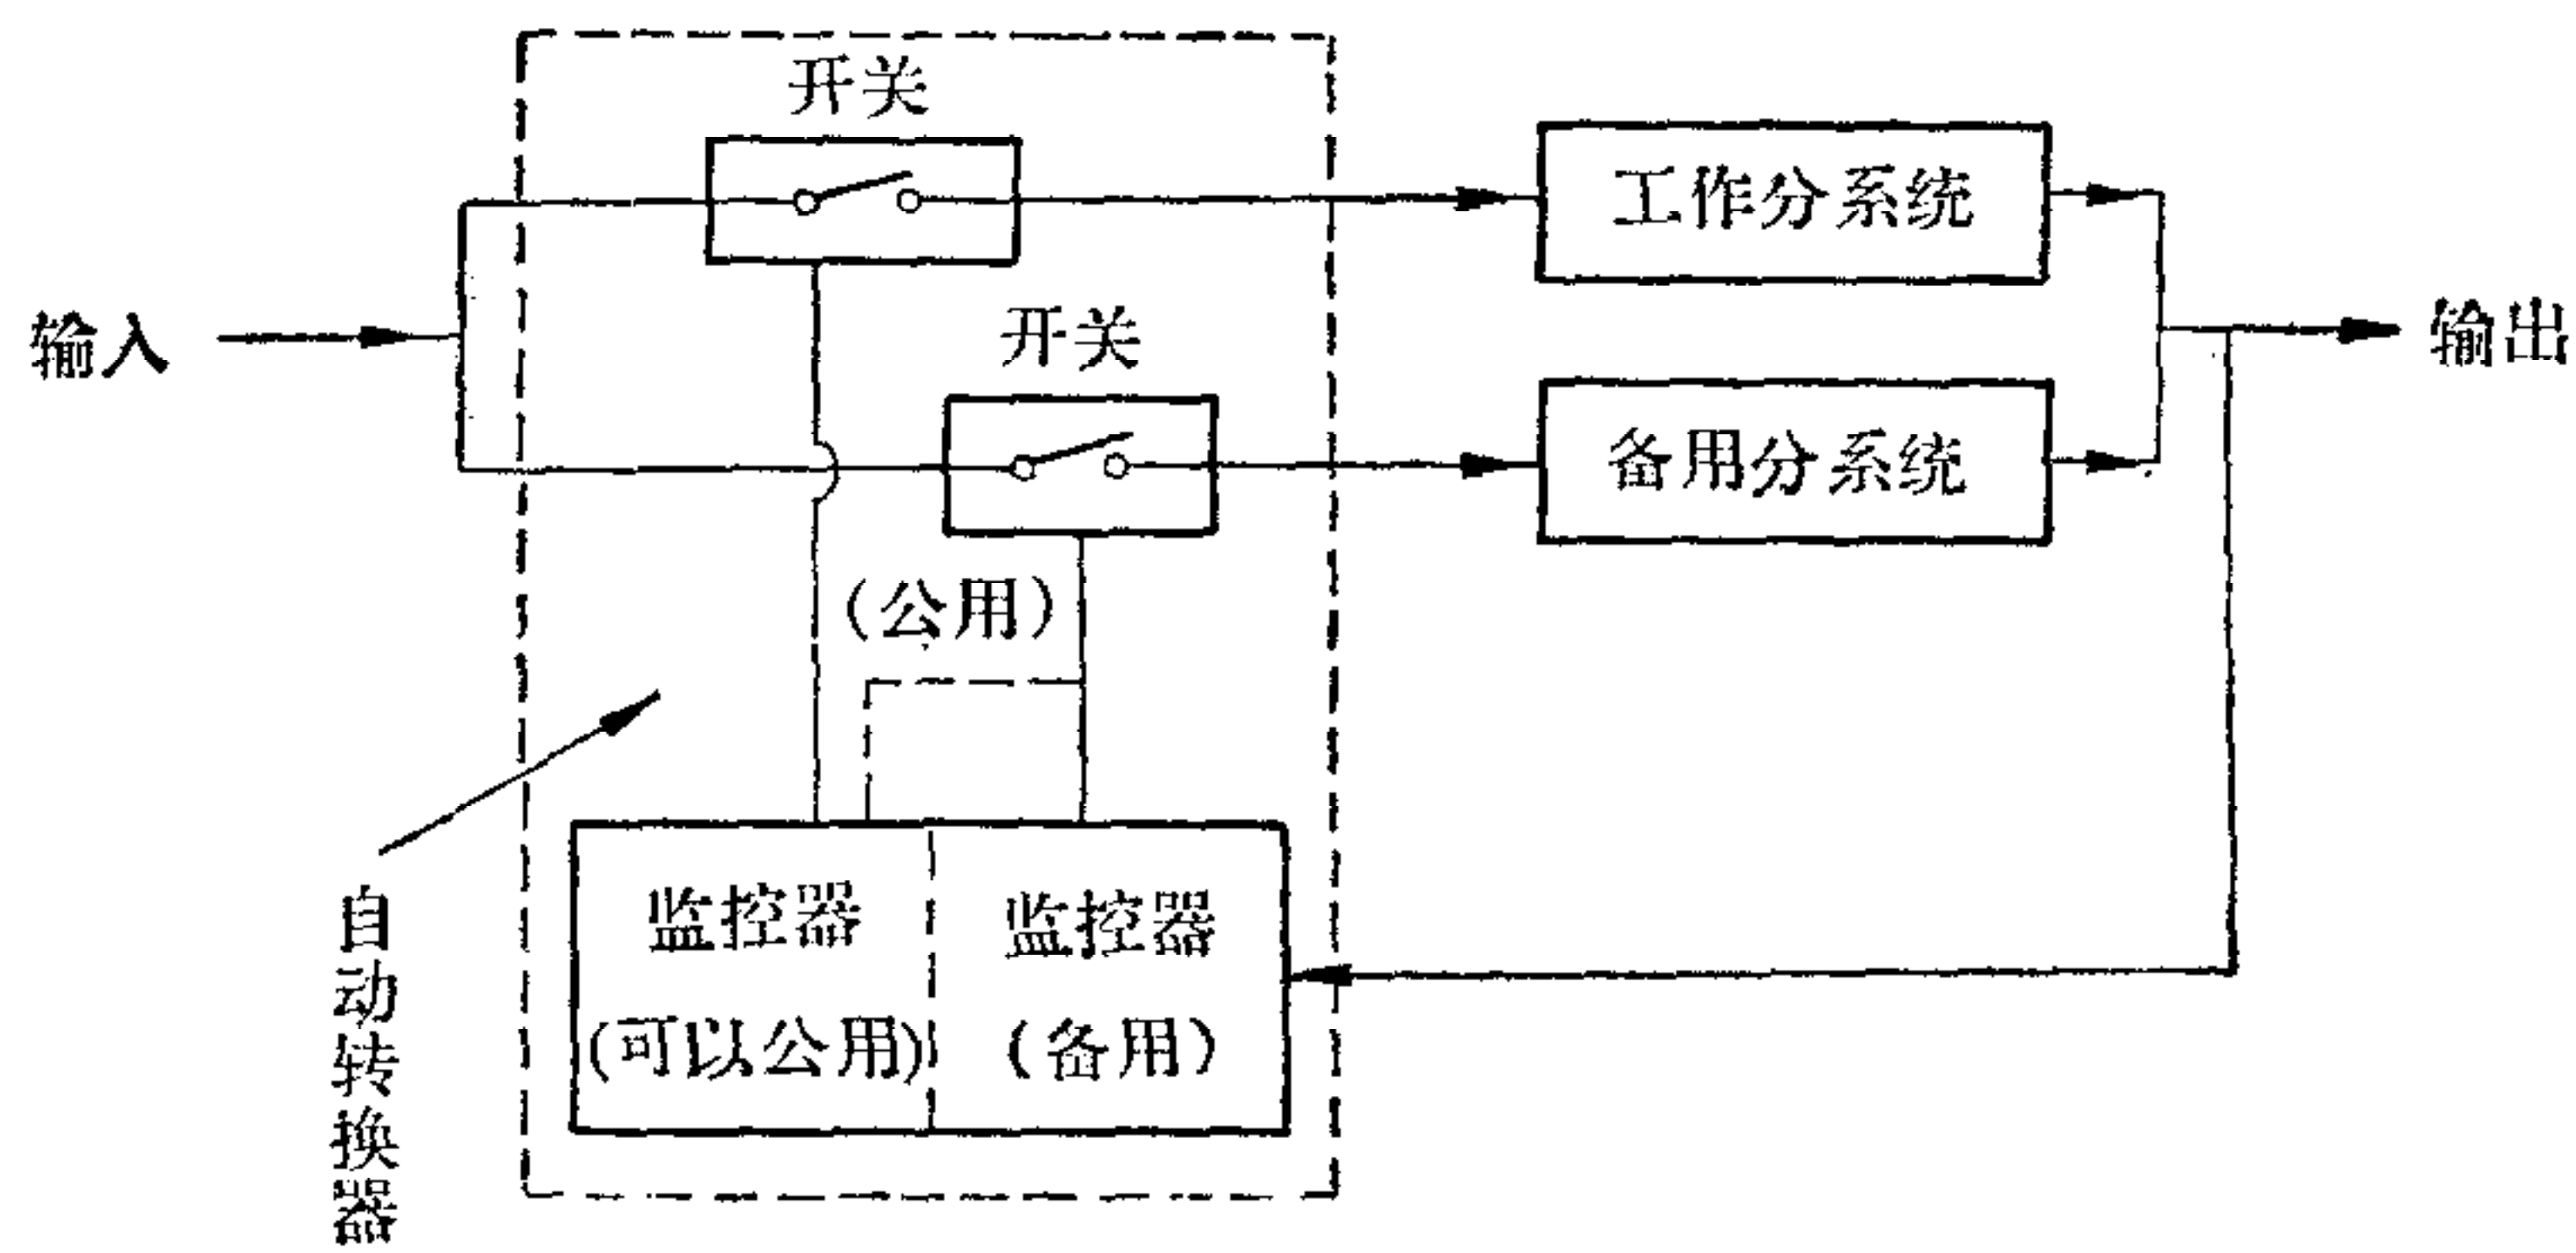 开关
工作分系统
输入
开关
输出
备用分系统
(公用)
监控器
(可以公用)
监控器
(备用)
自动转换器